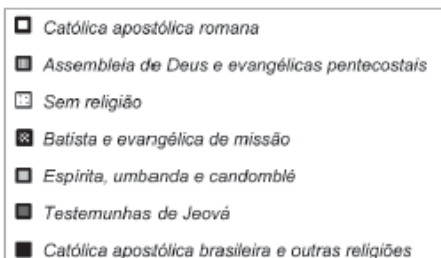 Católica apostólica romana
Assembleia de Deus e evangélicas pentecostais
Sem religião
Batista e evangélica de missão
Espírita, umbanda e candomblé
Testemunhas de Jeová
Católica apostólica brasileira e outras religiões